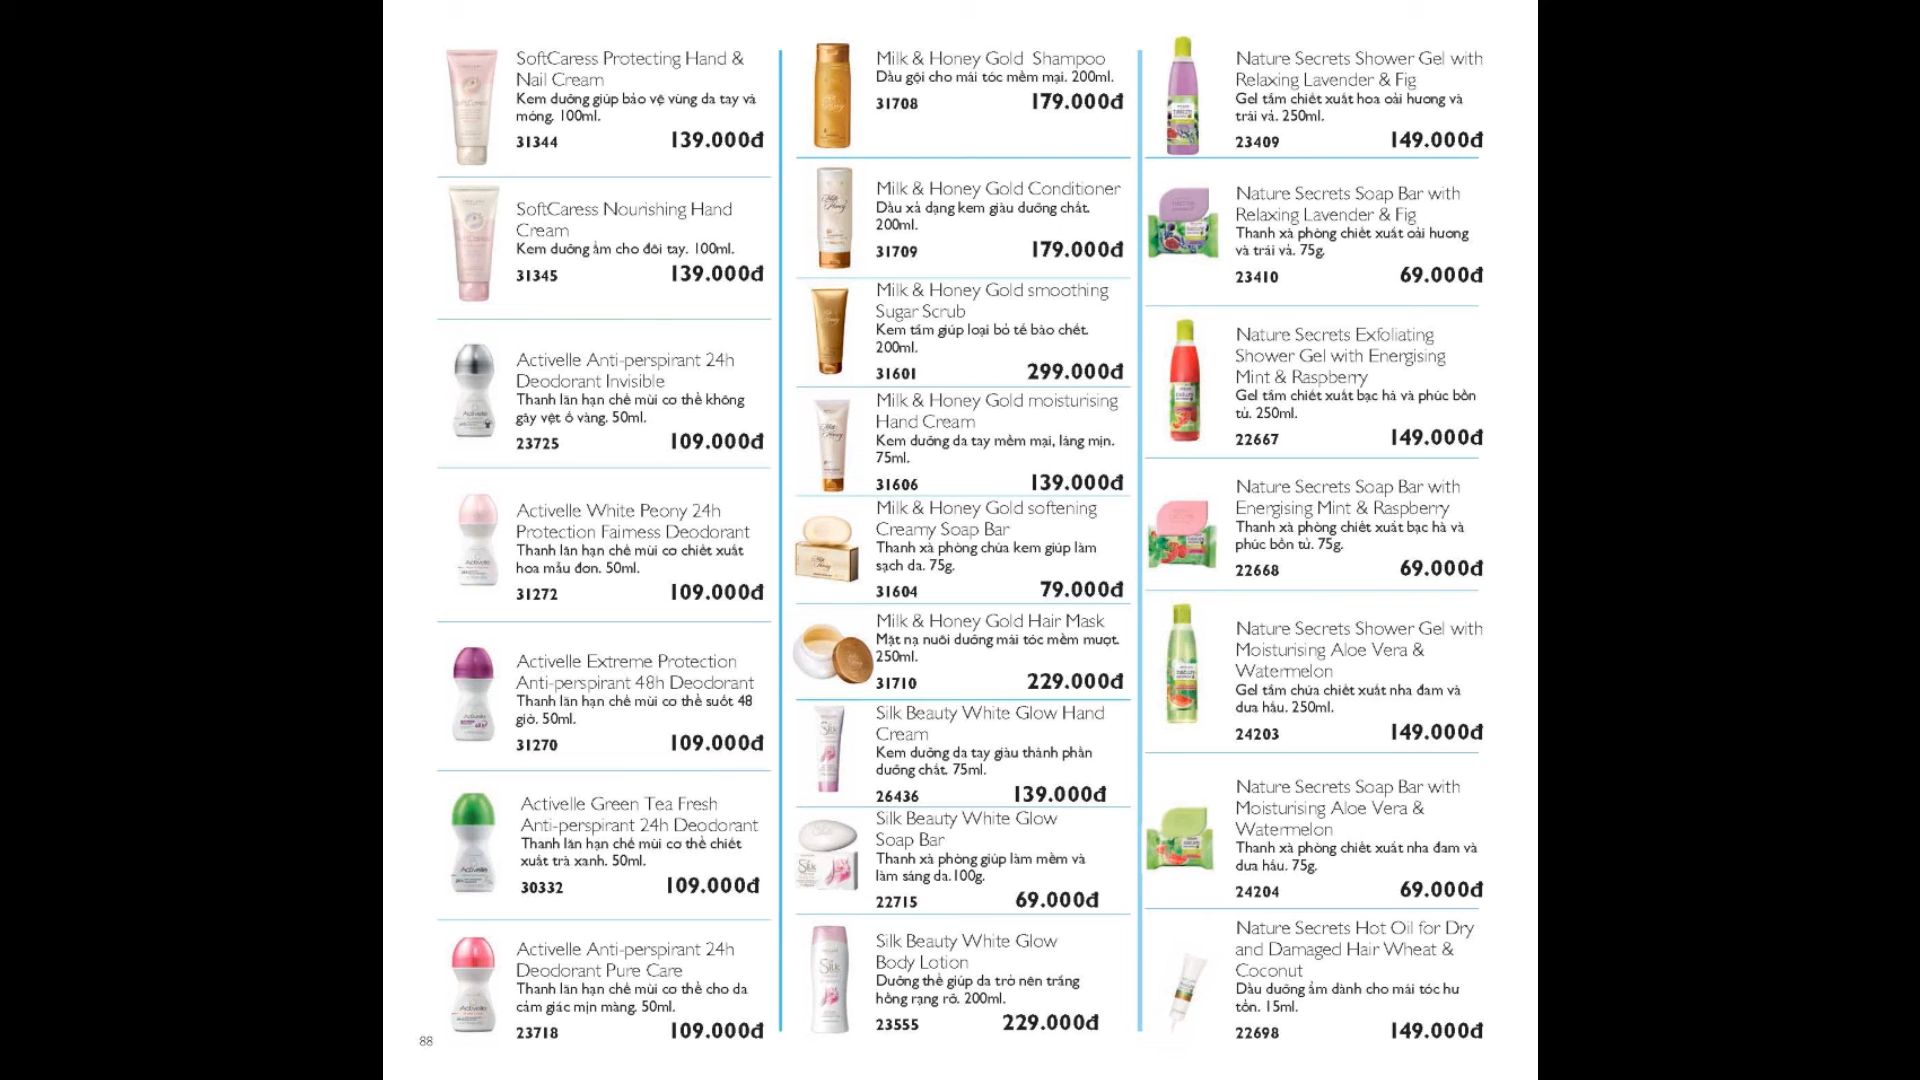 SoftCaress Protecting Hand &
Nail Cream
Kem dưỡng giúp bảo vệ vùng da tay và
móng. 100ml.
31344 139.000đ
SoftCaress Nourishing Hand
Cream
Kem dưỡng ẩm cho đôi tay. 100ml.
31345 139.000đ
Activelle Anti-perspirant 24h
Deodorant Invisible
Thanh lăn hạn chế mùi cơ thể không
gây vệt ố vàng. 50ml.
23725 109.000đ
Activelle White Peony 24h
Protection Fairness Deodorant
Thanh lăn hạn chế mùi cơ chiết xuất
hoa mẫu đơn. 50ml.
31272 109.000đ
Activelle Extreme Protection
Anti-perspirant 48h Deodorant
Thanh lăn hạn chế mùi cơ thể suốt 48
giờ. 50ml.
31270 109.000đ
Activelle Green Tea Fresh
Anti-perspirant 24h Deodorant
Thanh lăn hạn chế mùi cơ thể chiết
xuất trà xanh. 50ml.
30332 109.000đ
Activelle Anti-perspirant 24h
Deodorant Pure Care
Thanh lăn hạn chế mùi cơ thể cho da
cảm giác mịn màng. 50ml.
23718 109.000đ
88
Milk & Honey Gold Shampoo
Dầu gội cho mái tóc mềm mại. 200ml.
31708 179.000đ
Milk & Honey Gold Conditioner
Dầu xả dạng kem giàu dưỡng chất.
200ml.
31709 179.000đ
Milk & Honey Gold smoothing
Sugar Scrub
Kem tắm giúp loại bỏ tế bào chết.
200ml.
31601 299.000đ
Milk & Honey Gold moisturising
Hand Cream
Kem dưỡng da tay mềm mại, láng mịn.
75ml.
31606 139.000đ
Milk & Honey Gold softening
Creamy Soap Bar
Thanh xà phòng chứa kem giúp làm
sạch da. 75g.
31604 79.000đ
Milk & Honey Gold Hair Mask
Mặt nạ nuôi dưỡng mái tóc mềm mượt.
250ml.
31710 229.000đ
Silk Beauty White Glow Hand
Cream
Kem dưỡng da tay giàu thành phần
dưỡng chất. 75ml.
26436 139.000đ
Silk Beauty White Glow
Soap Bar
Thanh xà phòng giúp làm mềm và
làm sáng da.100g.
22715 69.000đ
Silk Beauty White Glow
Body Lotion
Dưỡng thể giúp da trở nên trắng
hồng rạng rỡ. 200ml.
23555 229.000đ
Nature Secrets Shower Gel with
Relaxing Lavender & Fig
Gel tắm chiết xuất hoa oải hương và
trái vả. 250ml.
23409 149.000đ
Nature Secrets Soap Bar with
Relaxing Lavender & Fig
Thanh xà phòng chiết xuất oải hương
và trái vả. 75g.
23410 69.000đ
Nature Secrets Exfoliating
Shower Gel with Energising
Mint & Raspberry
Gel tắm chiết xuất bạc hà và phúc bồn
tử. 250ml.
22667 149.000đ
Nature Secrets Soap Bar with
Energising Mint & Raspberry
Thanh xà phòng chiết xuất bạc hà và
phúc bồn tử. 75g.
22668 69.000đ
Nature Secrets Shower Gel with
Moisturising Aloe Vera &
Watermelon
Gel tắm chứa chiết xuất nha đam và
dưa hấu. 250ml.
24203 149.000đ
Nature Secrets Soap Bar with
Moisturising Aloe Vera &
Watermelon
Thanh xà phòng chiết xuất nha đam và
dưa hấu. 75g.
24204 69.000đ
Nature Secrets Hot Oil for Dry
and Damaged Hair Wheat &
Coconut
Dầu dưỡng ẩm dành cho mái tóc hư
tổn. 15ml.
22698 149.000đ